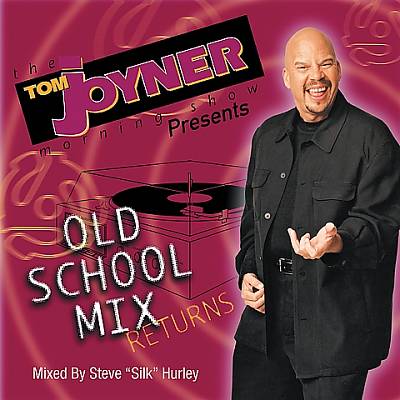 the
TOM
JOYNER
morning show
Presents
OLD
SCHOOL
MIX
RETURNS
Mixed By Steve "Silk" Hurley